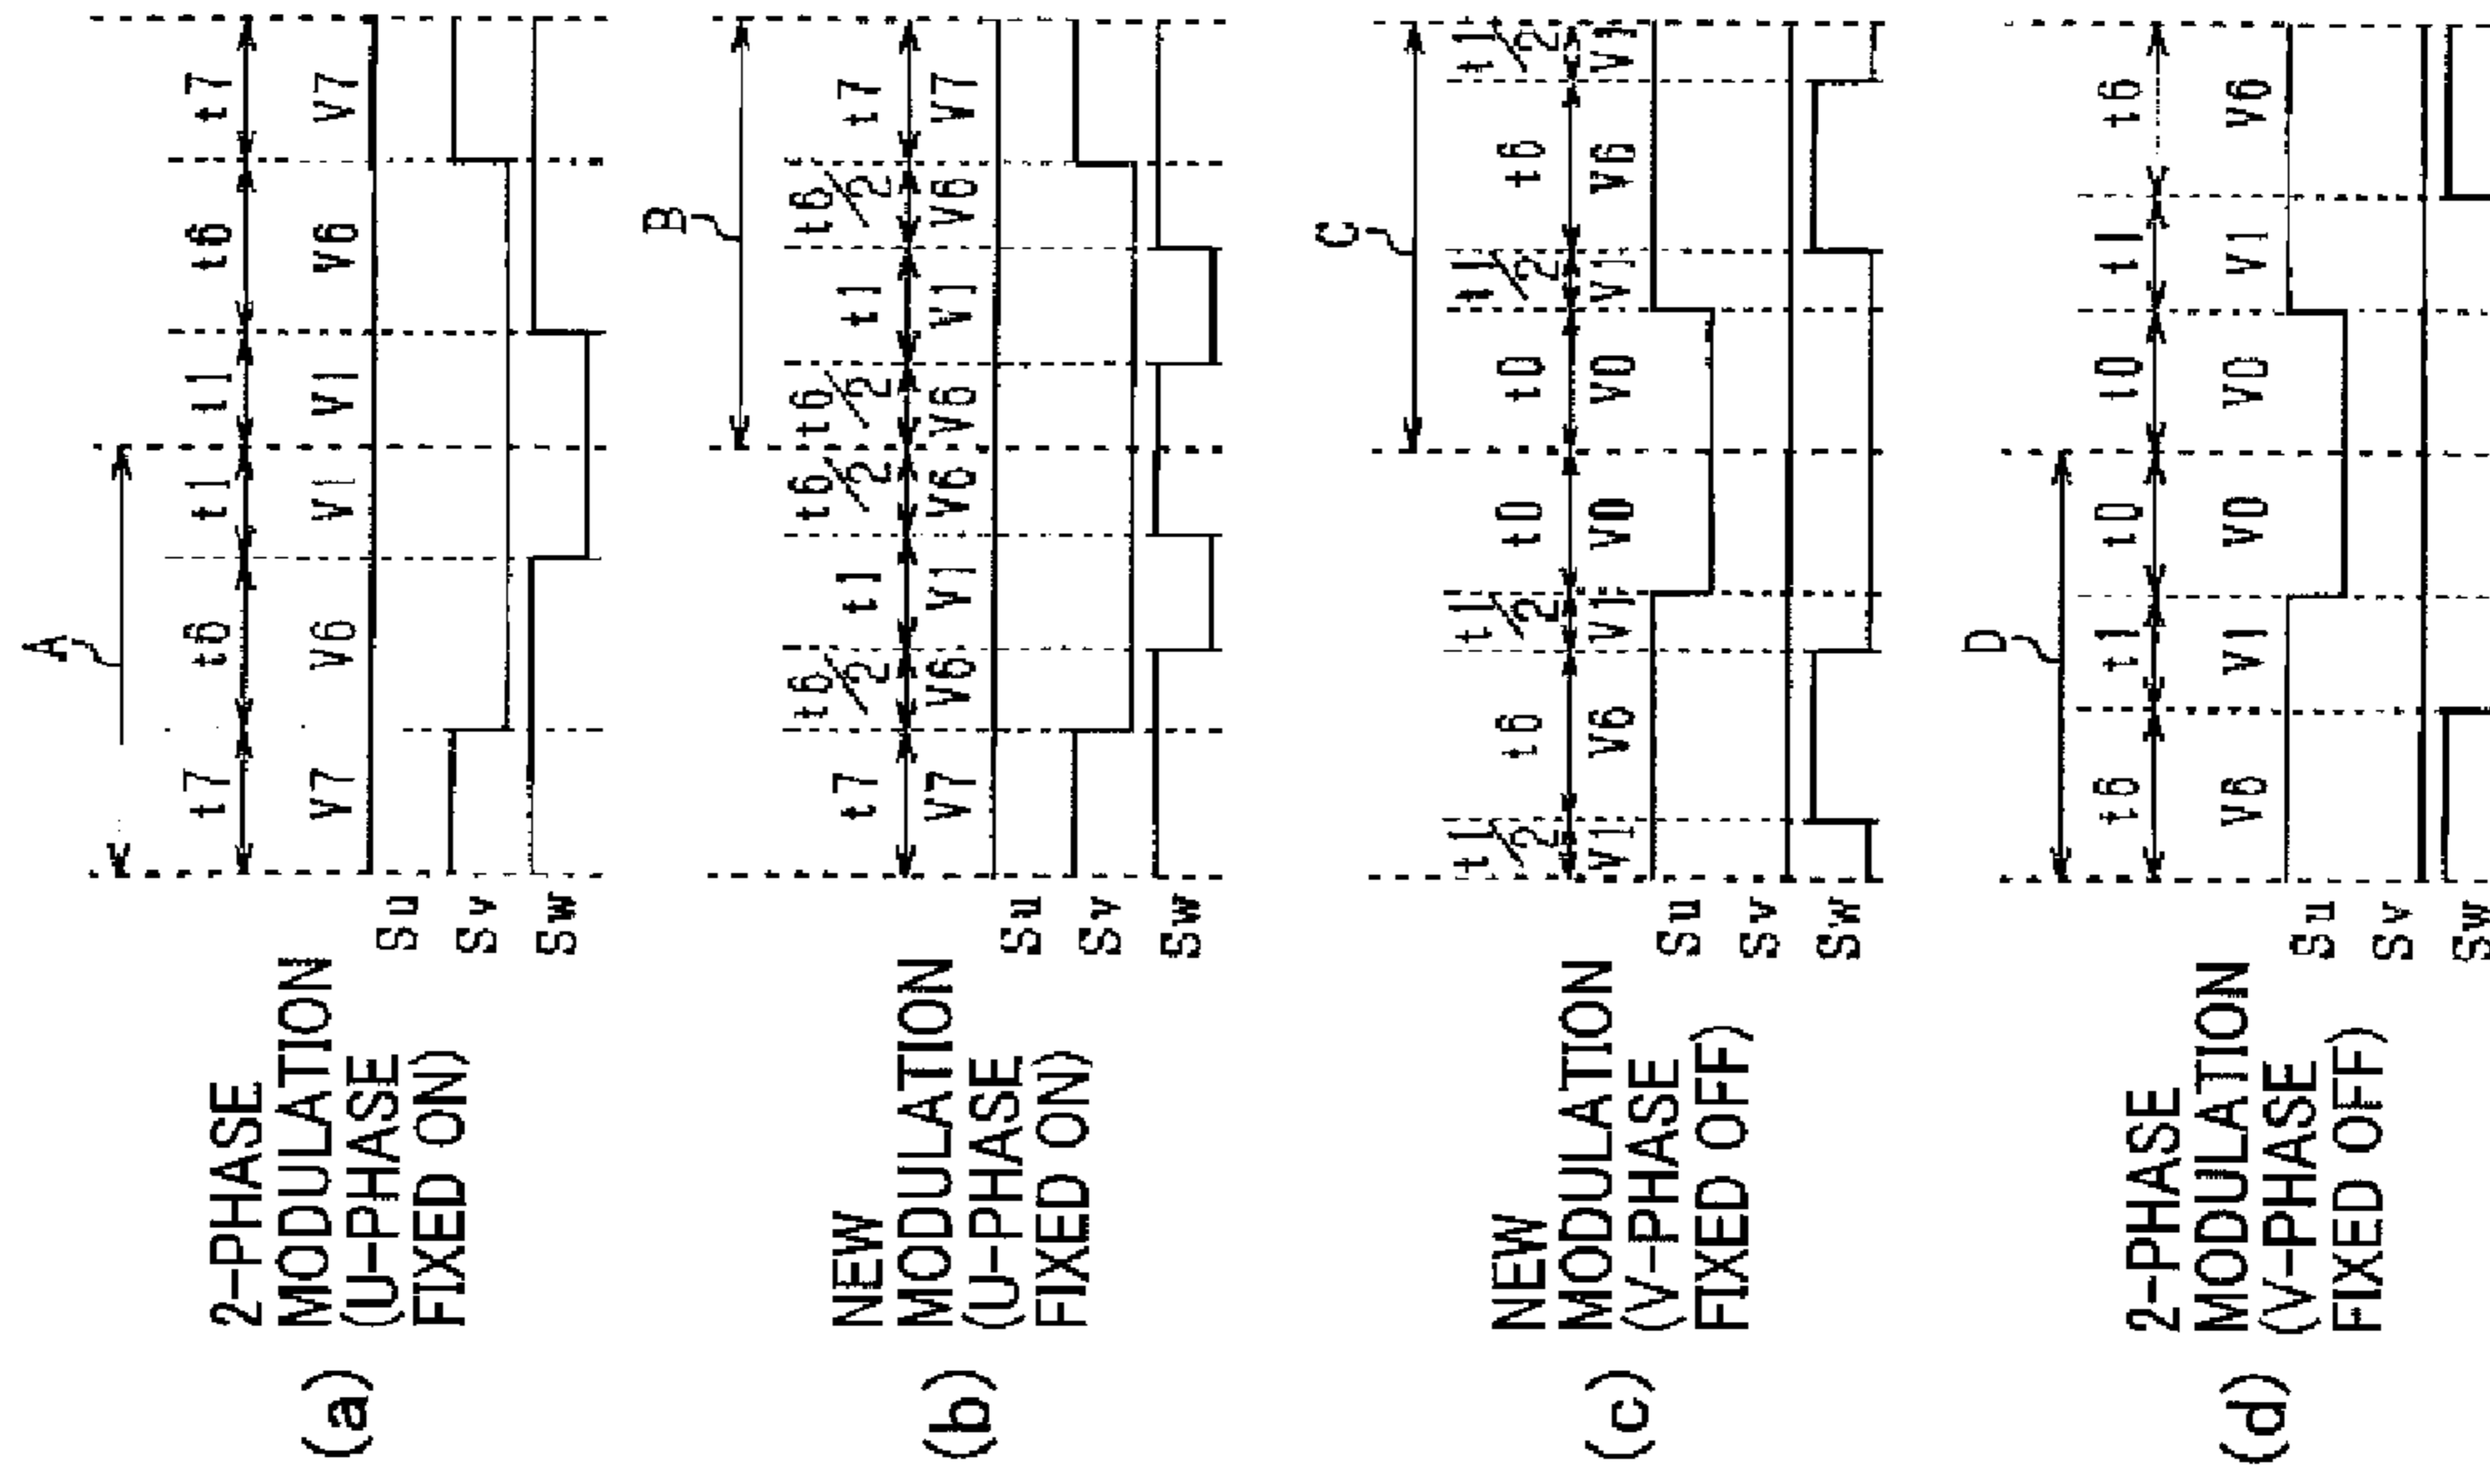 (a) 2-PHASE
MODULATION
(U-PHASE
FIXED ON)
A
t7 t6 t1 t1 t6 t7
V7 V6 V1 V1 V6 V7
Su
Sv
Sw
(b) NEW
MODULATION
(U-PHASE
FIXED ON)
B
t7 t6/2 t1 t6/2 t6/2 t1 t6/2 t7
V7 V6 V1 V6 V6 V1 V6 V7
Su
Sv
Sw
(c) NEW
MODULATION
(V-PHASE
FIXED OFF)
C
t1/2 t6 t1/2 t0 t0 t1/2 t6 t1/2
V1 V6 V1 V0 V0 V1 V6 V1
Su
Sv
Sw
(d) 2-PHASE
MODULATION
(V-PHASE
FIXED OFF)
D
t6 t1 t0 t0 t1 t6
V6 V1 V0 V0 V1 V6
Su
Sv
Sw